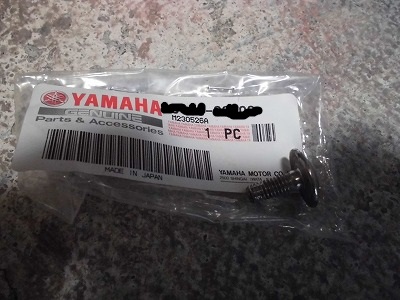 YAMAHA
GENUINE
Parts & Accessories
M230526A
1 PC
MADE IN JAPAN
YAMAHA MOTOR CO